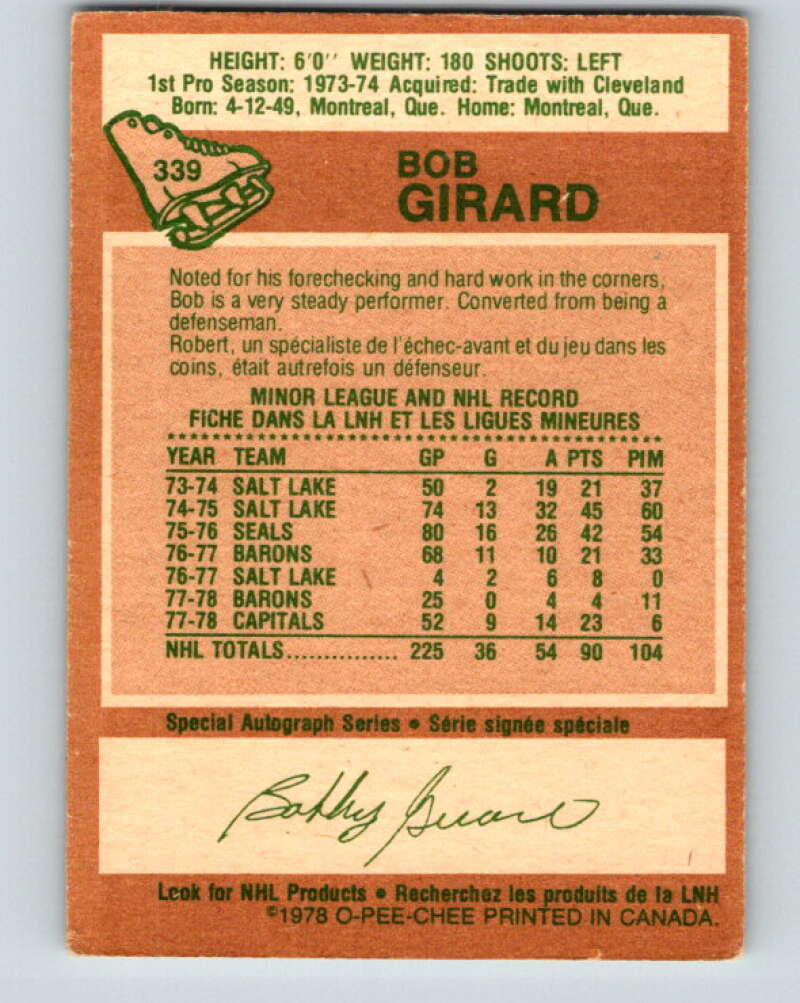 HEIGHT: 6'0'' WEIGHT: 180 SHOOTS: LEFT
1st Pro Season: 1973-74 Acquired: Trade with Cleveland
Born: 4-12-49, Montreal, Que. Home: Montreal, Que.
339
BOB
GIRARD
Noted for his forechecking and hard work in the corners,
Bob is a very steady performer. Converted from being a
defenseman.
Robert, un spécialiste de l'échec-avant et du jeu dans les
coins, était autrefois un défenseur.
MINOR LEAGUE AND NHL RECORD
FICHE DANS LA LNH ET LES LIGUES MINEURES
YEAR TEAM GP G A PTS PIM
73-74 SALT LAKE 50 2 19 21 37
74-75 SALT LAKE 74 13 32 45 60
75-76 SEALS 80 16 26 42 54
76-77 BARONS 68 11 10 21 33
76-77 SALT LAKE 4 2 6 8 0
77-78 BARONS 25 0 4 4 11
77-78 CAPITALS 52 9 14 23 6
NHL TOTALS............... 225 36 54 90 104
Special Autograph Series • Série signée spéciale
Bobby Girard
Look for NHL Products • Recherchez les produits de la LNH
©1978 O-PEE-CHEE PRINTED IN CANADA.